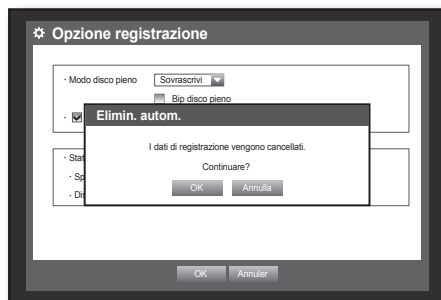 Opzione registrazione
· Modo disco pieno Sovrascrivi
Bip disco pieno
Elimin. autom.
I dati di registrazione vengono cancellati.
Continuare?
OK Annulla
OK Annuler